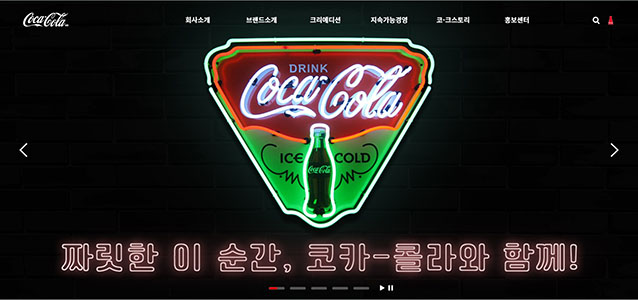 Coca-Cola
회사소개 브랜드소개 크리에디션 지속가능경영 코-크스토리 홍보센터
DRINK
Coca-Cola
ICE COLD
Coca-Cola
짜릿한 이 순간, 코카-콜라와 함께!